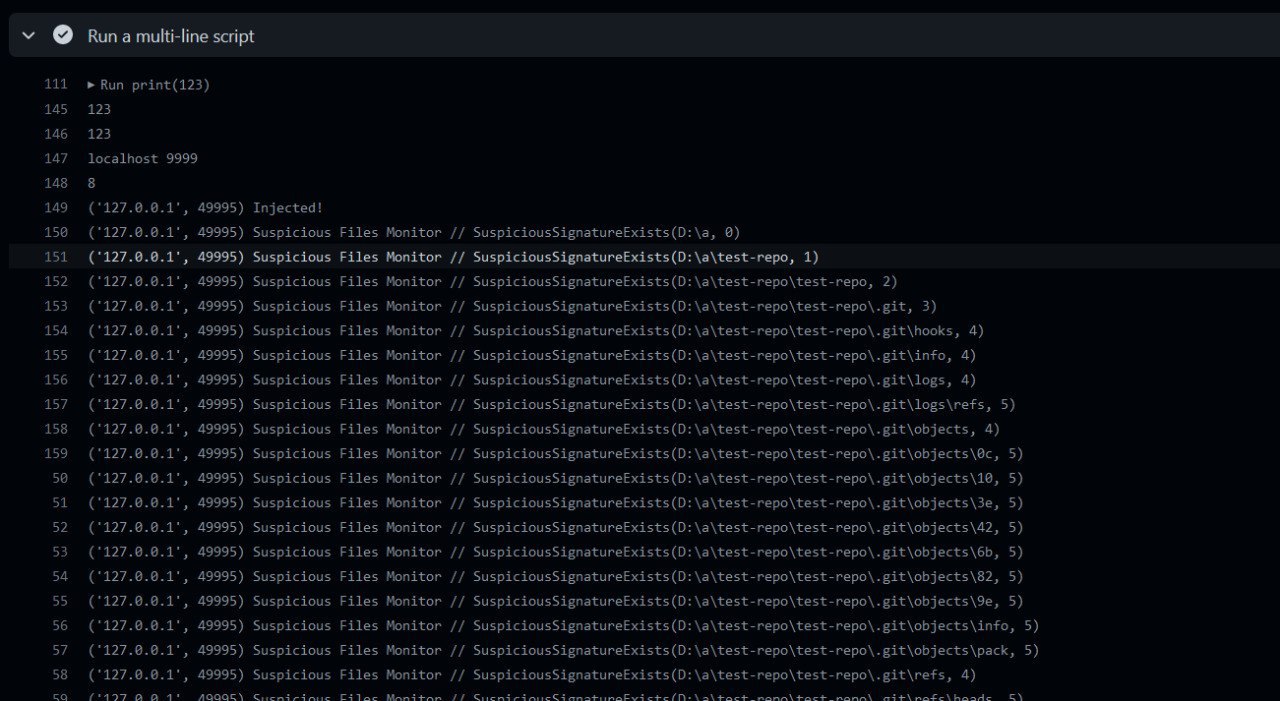 Run a multi-line script
111 ▶ Run print(123)
145 123
146 123
147 localhost 9999
148 8
149 ('127.0.0.1', 49995) Injected!
150 ('127.0.0.1', 49995) Suspicious Files Monitor // SuspiciousSignatureExists(D:\a, 0)
151 ('127.0.0.1', 49995) Suspicious Files Monitor // SuspiciousSignatureExists(D:\a\test-repo, 1)
152 ('127.0.0.1', 49995) Suspicious Files Monitor // SuspiciousSignatureExists(D:\a\test-repo\test-repo, 2)
153 ('127.0.0.1', 49995) Suspicious Files Monitor // SuspiciousSignatureExists(D:\a\test-repo\test-repo\.git, 3)
154 ('127.0.0.1', 49995) Suspicious Files Monitor // SuspiciousSignatureExists(D:\a\test-repo\test-repo\.git\hooks, 4)
155 ('127.0.0.1', 49995) Suspicious Files Monitor // SuspiciousSignatureExists(D:\a\test-repo\test-repo\.git\info, 4)
156 ('127.0.0.1', 49995) Suspicious Files Monitor // SuspiciousSignatureExists(D:\a\test-repo\test-repo\.git\logs, 4)
157 ('127.0.0.1', 49995) Suspicious Files Monitor // SuspiciousSignatureExists(D:\a\test-repo\test-repo\.git\logs\refs, 5)
158 ('127.0.0.1', 49995) Suspicious Files Monitor // SuspiciousSignatureExists(D:\a\test-repo\test-repo\.git\objects, 4)
159 ('127.0.0.1', 49995) Suspicious Files Monitor // SuspiciousSignatureExists(D:\a\test-repo\test-repo\.git\objects\0c, 5)
50 ('127.0.0.1', 49995) Suspicious Files Monitor // SuspiciousSignatureExists(D:\a\test-repo\test-repo\.git\objects\10, 5)
51 ('127.0.0.1', 49995) Suspicious Files Monitor // SuspiciousSignatureExists(D:\a\test-repo\test-repo\.git\objects\3e, 5)
52 ('127.0.0.1', 49995) Suspicious Files Monitor // SuspiciousSignatureExists(D:\a\test-repo\test-repo\.git\objects\42, 5)
53 ('127.0.0.1', 49995) Suspicious Files Monitor // SuspiciousSignatureExists(D:\a\test-repo\test-repo\.git\objects\6b, 5)
54 ('127.0.0.1', 49995) Suspicious Files Monitor // SuspiciousSignatureExists(D:\a\test-repo\test-repo\.git\objects\82, 5)
55 ('127.0.0.1', 49995) Suspicious Files Monitor // SuspiciousSignatureExists(D:\a\test-repo\test-repo\.git\objects\9e, 5)
56 ('127.0.0.1', 49995) Suspicious Files Monitor // SuspiciousSignatureExists(D:\a\test-repo\test-repo\.git\objects\info, 5)
57 ('127.0.0.1', 49995) Suspicious Files Monitor // SuspiciousSignatureExists(D:\a\test-repo\test-repo\.git\objects\pack, 5)
58 ('127.0.0.1', 49995) Suspicious Files Monitor // SuspiciousSignatureExists(D:\a\test-repo\test-repo\.git\refs, 4)
59 ('127.0.0.1', 49995) Suspicious Files Monitor // SuspiciousSignatureExists(D:\a\test-repo\test-repo\.git\refs\heads, 5)